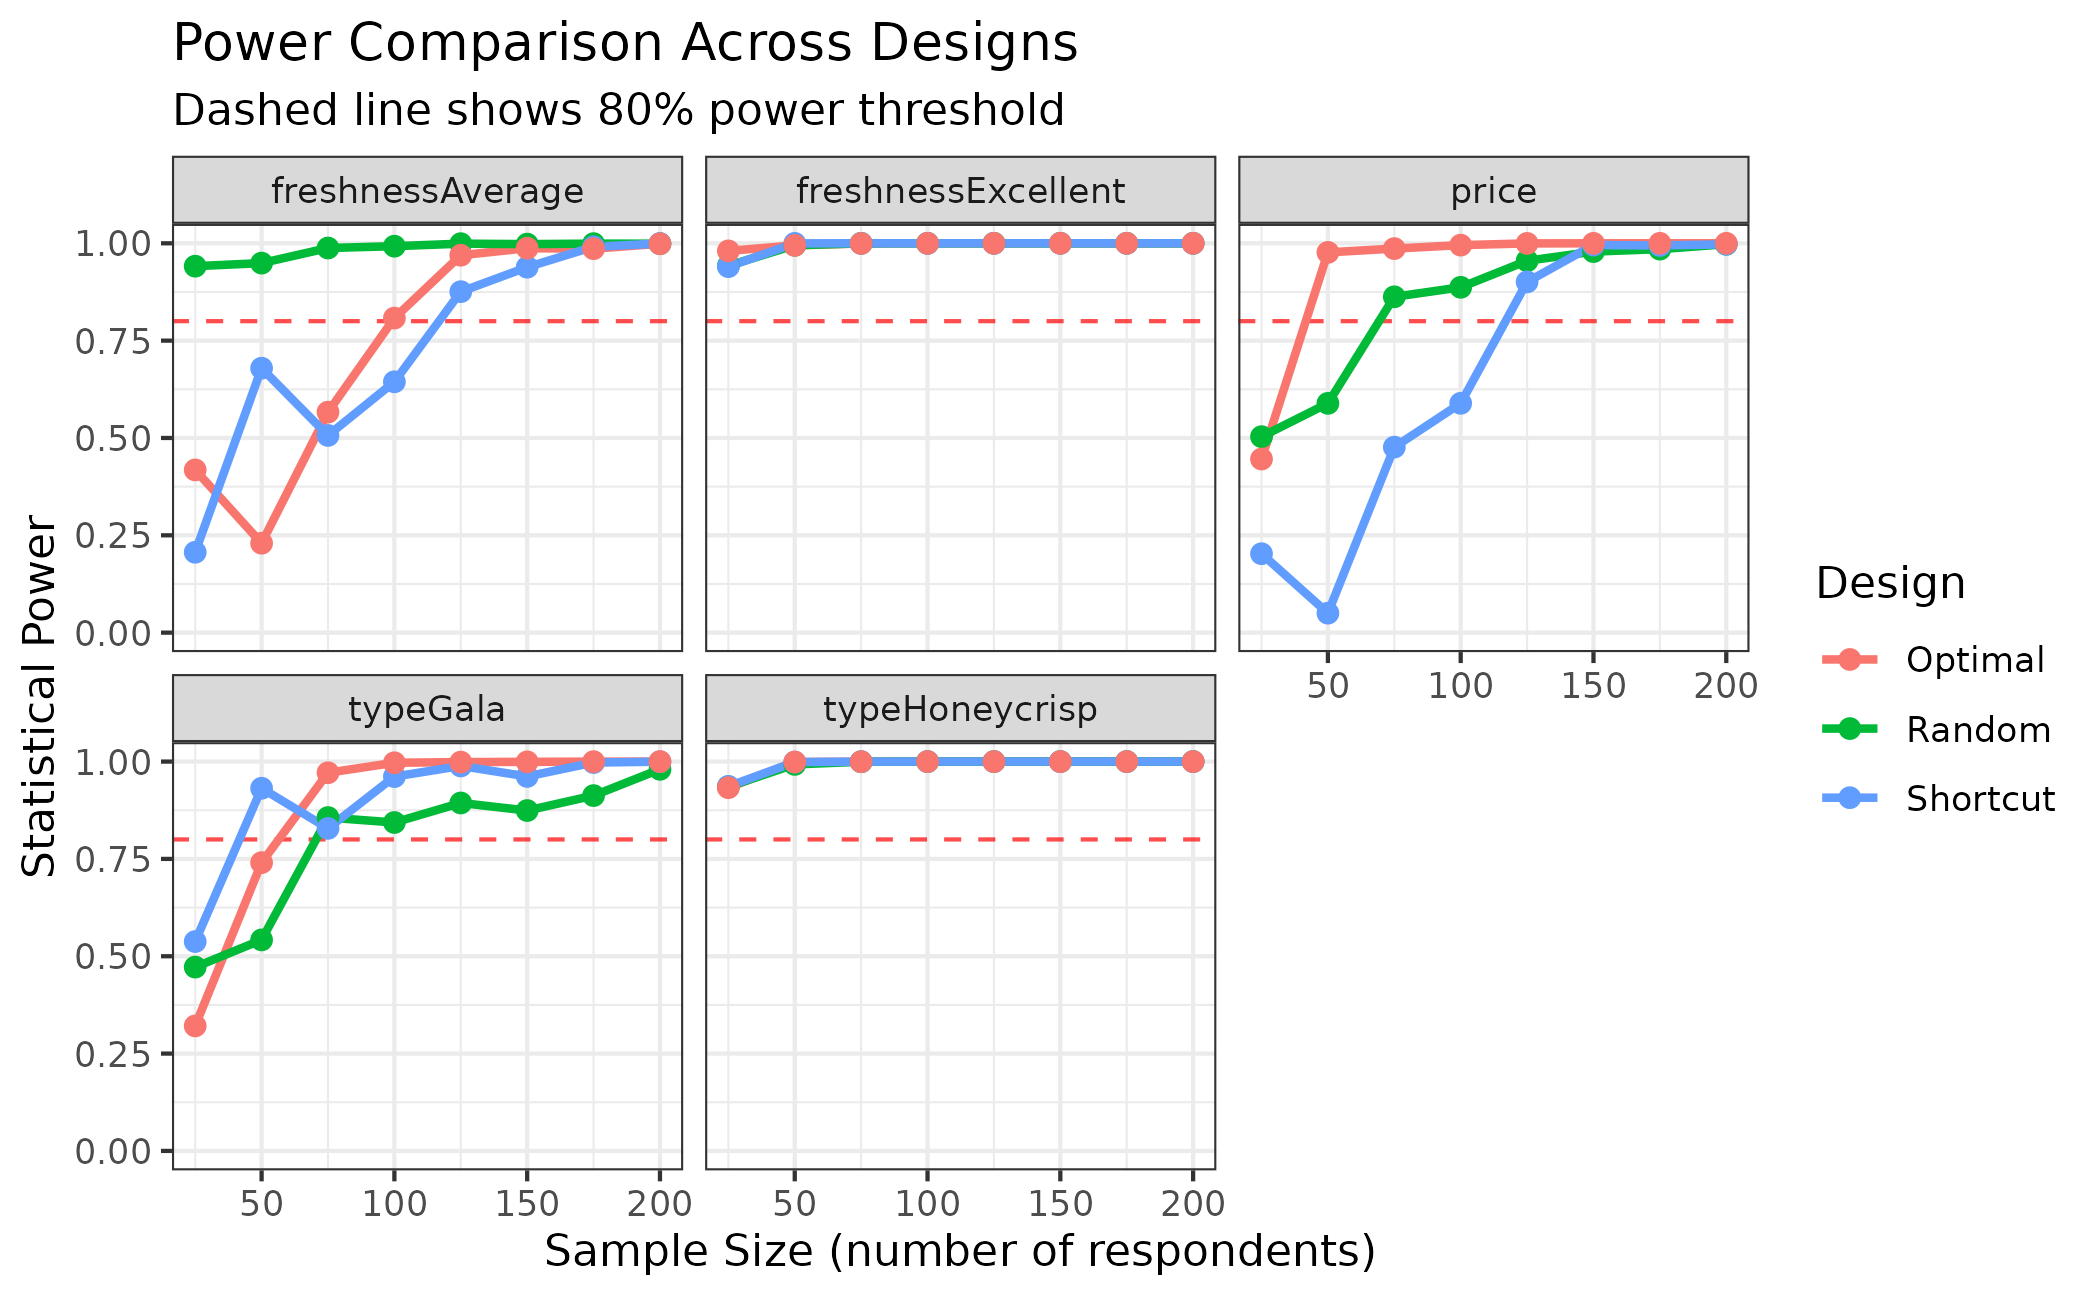 Power Comparison Across Designs
Dashed line shows 80% power threshold
freshnessAverage
freshnessExcellent
price
1.00
0.75
0.50
0.25
0.00
50 100 150 200
typeGala
typeHoneycrisp
1.00
0.75
0.50
0.25
0.00
50 100 150 200
50 100 150 200
Statistical Power
Sample Size (number of respondents)
Design
Optimal
Random
Shortcut